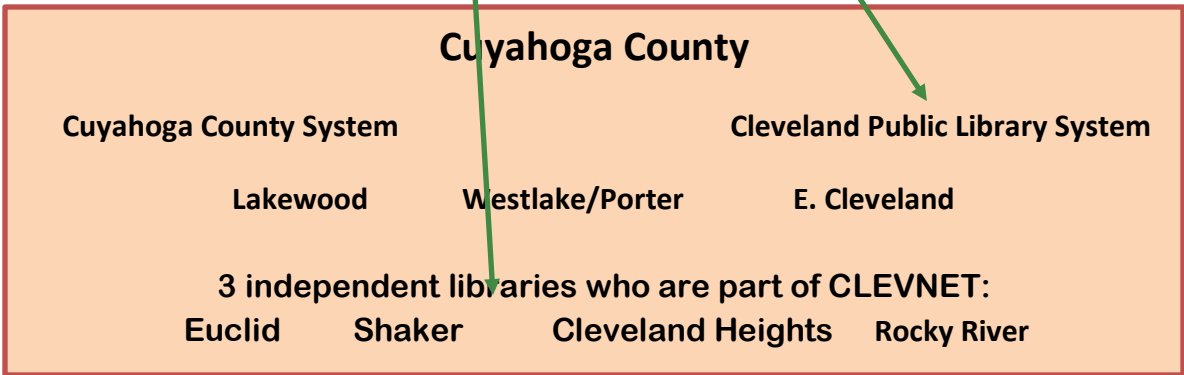 Cuyahoga County
Cuyahoga County System Cleveland Public Library System
Lakewood Westlake/Porter E. Cleveland
3 independent libraries who are part of CLEVNET:
Euclid Shaker Cleveland Heights Rocky River